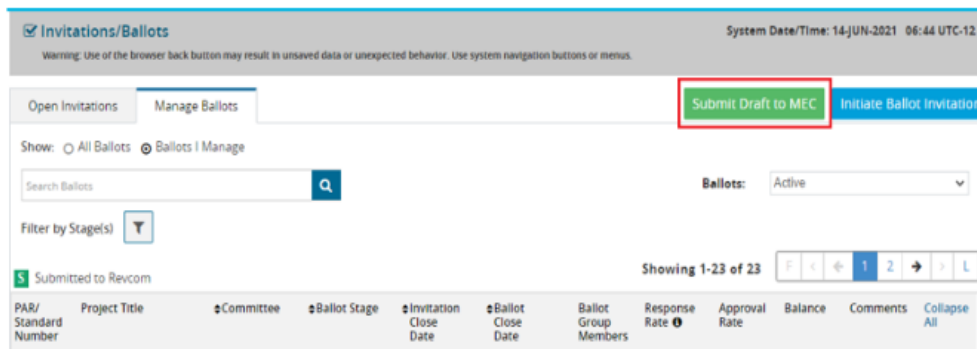 Invitations/Ballots
System Date/Time: 14-JUN-2021 06:44 UTC-12
Warning: Use of the browser back button may result in unsaved data or unexpected behavior. Use system navigation buttons or menus.
Open Invitations Manage Ballots Submit Draft to MEC Initiate Ballot Invitation
Show: All Ballots Ballots I Manage
Search Ballots Ballots: Active
Filter by Stage(s)
Showing 1-23 of 23 F 1 2 L
S Submitted to Revcom
PAR/ Project Title Committee Ballot Stage Invitation Ballot Ballot Response Approval Balance Comments Collapse
Standard Close Close Group Rate Rate All
Number Date Date Members